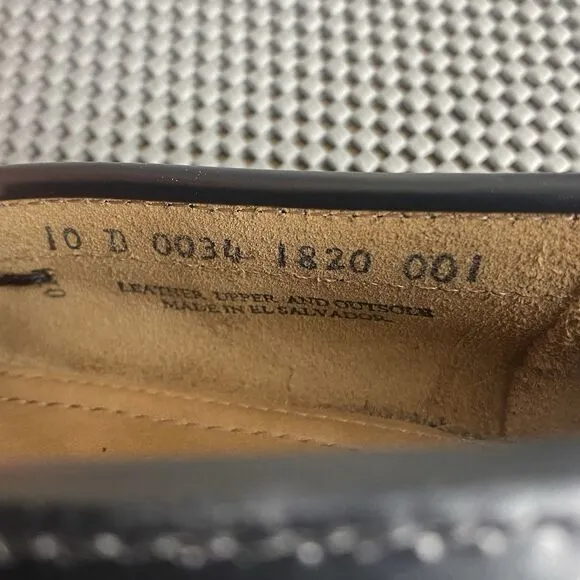 10 D 0034 1820 001
LEATHER UPPER AND OUTSOLE
MADE IN EL SALVADOR